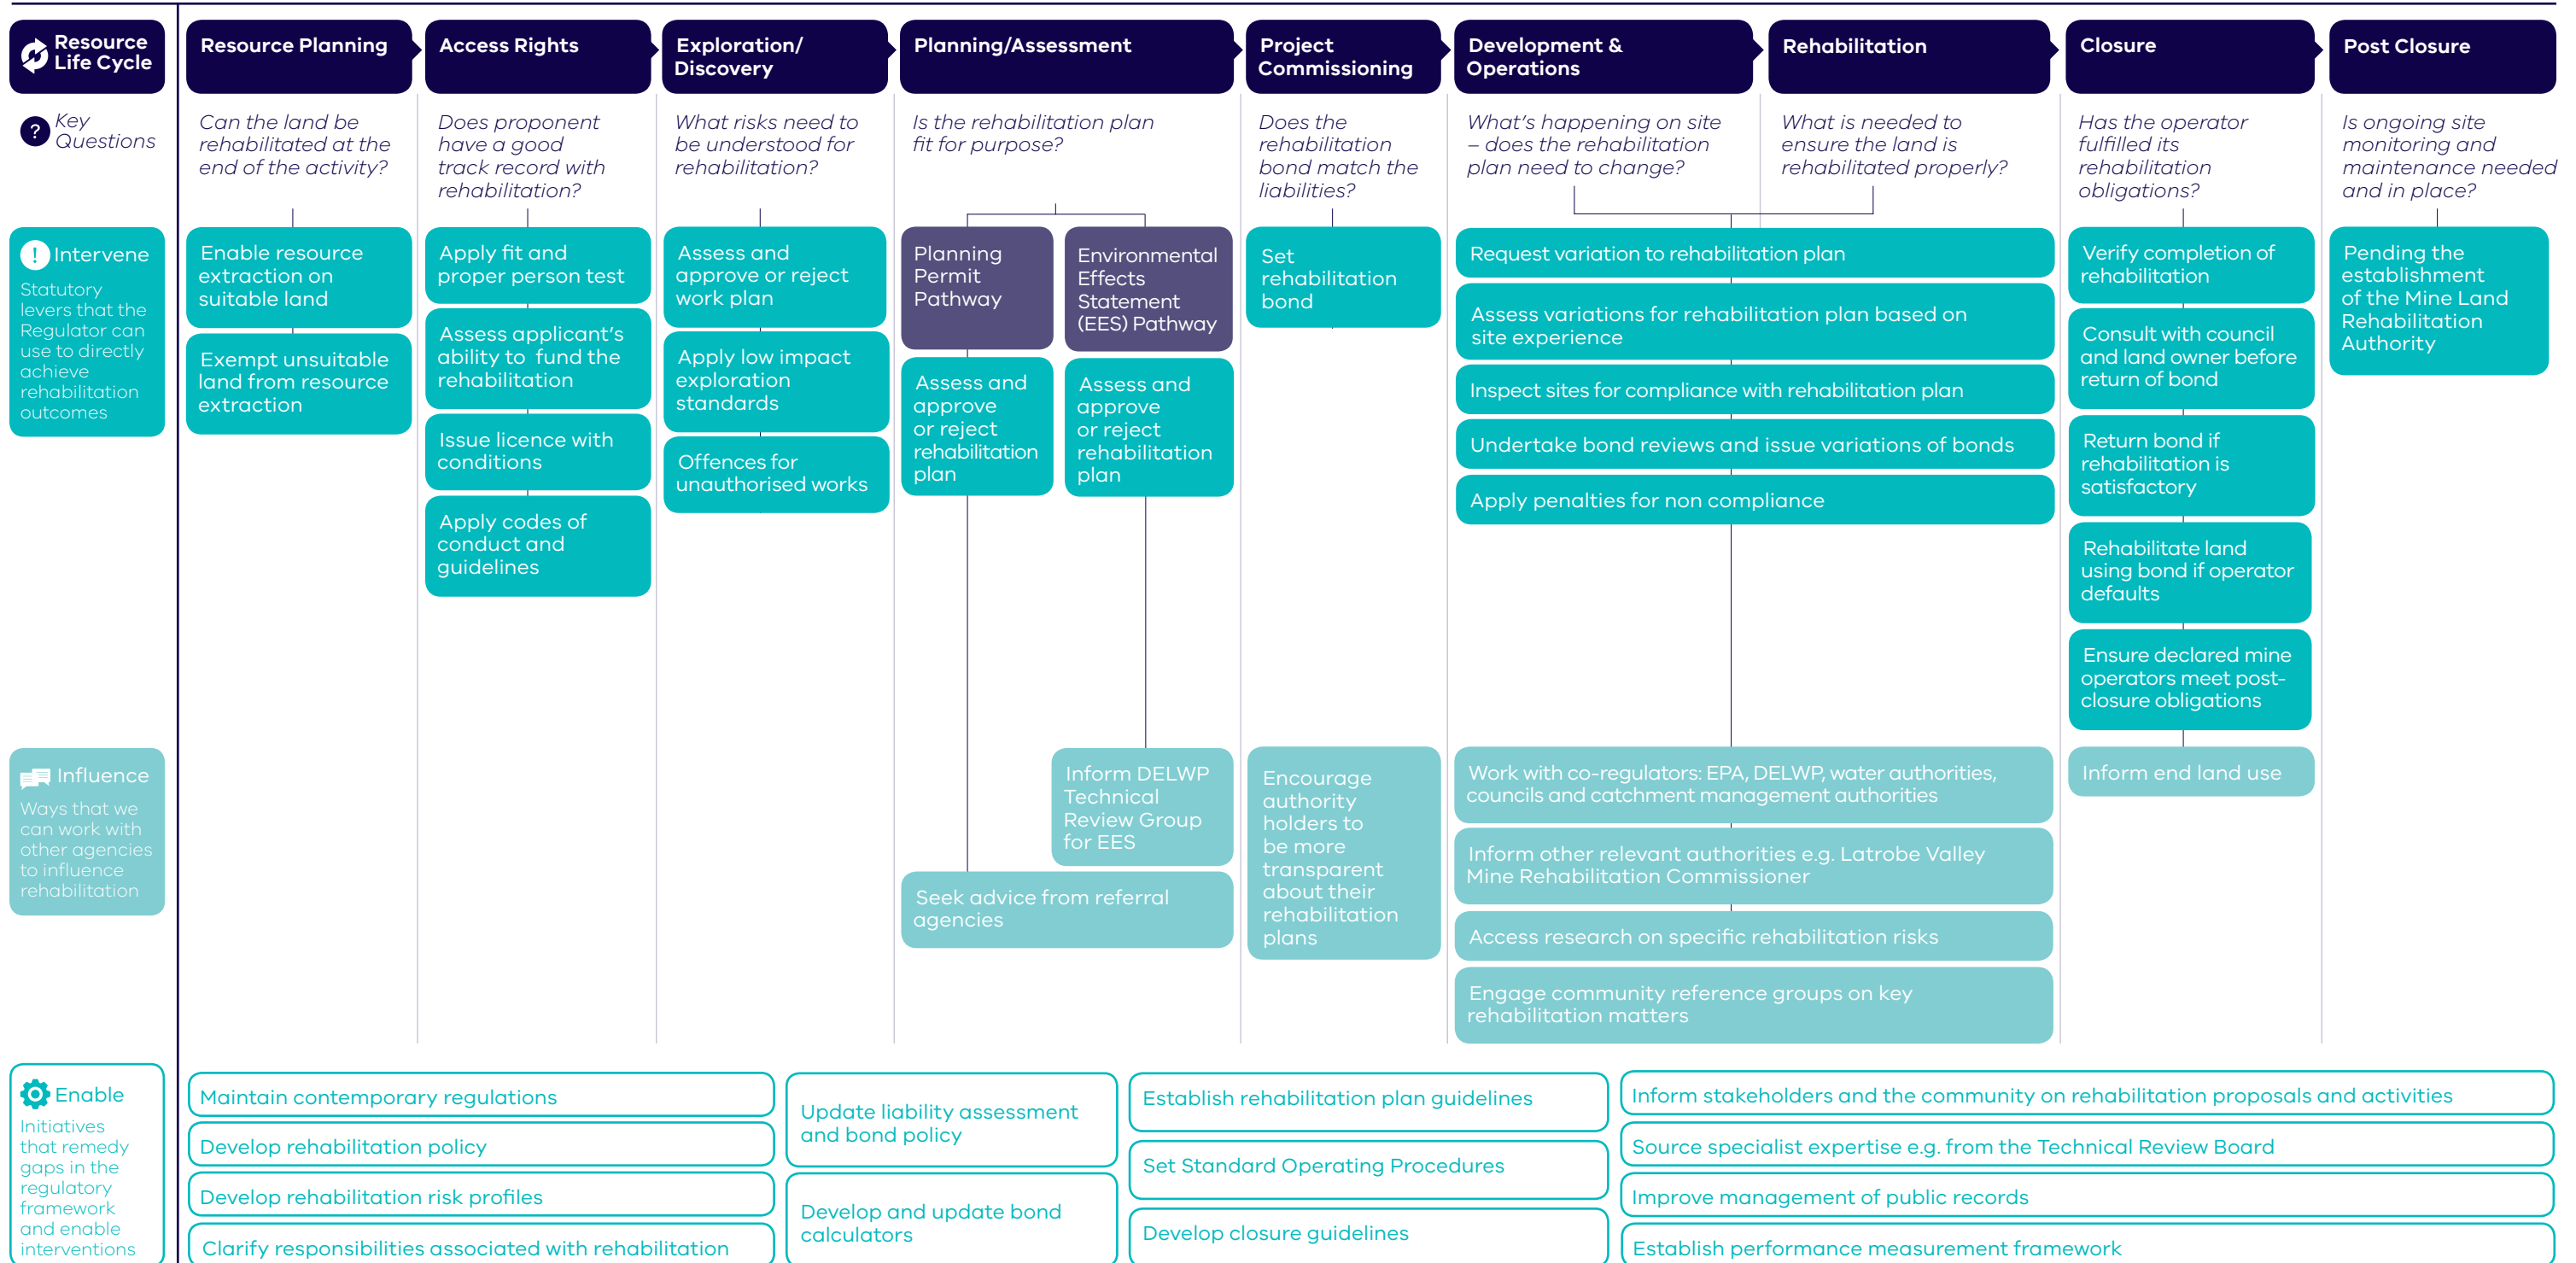 Resource
Life Cycle
Resource Planning
Access Rights
Exploration/
Discovery
Planning/Assessment
Project
Commissioning
Development &
Operations
Rehabilitation
Closure
Post Closure
?
Key
Questions
Can the land be
rehabilitated at the
end of the activity?
Does proponent
have a good
track record with
rehabilitation?
What risks need to
be understood for
rehabilitation?
Is the rehabilitation plan
fit for purpose?
Does the
rehabilitation
bond match the
liabilities?
What's happening on site
– does the rehabilitation
plan need to change?
What is needed to
ensure the land is
rehabilitated properly?
Has the operator
fulfilled its
rehabilitation
obligations?
Is ongoing site
monitoring and
maintenance needed
and in place?
! Intervene
Statutory
levers that the
Regulator can
use to directly
achieve
rehabilitation
outcomes
Enable resource
extraction on
suitable land
Exempt unsuitable
land from resource
extraction
Apply fit and
proper person test
Assess applicant's
ability to fund the
rehabilitation
Issue licence with
conditions
Apply codes of
conduct and
guidelines
Assess and
approve or reject
work plan
Apply low impact
exploration
standards
Offences for
unauthorised works
Planning
Permit
Pathway
Assess and
approve
or reject
rehabilitation
plan
Environmental
Effects
Statement
(EES) Pathway
Assess and
approve
or reject
rehabilitation
plan
Set
rehabilitation
bond
Request variation to rehabilitation plan
Assess variations for rehabilitation plan based on
site experience
Inspect sites for compliance with rehabilitation plan
Undertake bond reviews and issue variations of bonds
Apply penalties for non compliance
Verify completion of
rehabilitation
Consult with council
and land owner before
return of bond
Return bond if
rehabilitation is
satisfactory
Rehabilitate land
using bond if operator
defaults
Ensure declared mine
operators meet post-
closure obligations
Pending the
establishment
of the Mine Land
Rehabilitation
Authority
Influence
Ways that we
can work with
other agencies
to influence
rehabilitation
Inform DELWP
Technical
Review Group
for EES
Seek advice from referral
agencies
Encourage
authority
holders to
be more
transparent
about their
rehabilitation
plans
Work with co-regulators: EPA, DELWP, water authorities,
councils and catchment management authorities
Inform other relevant authorities e.g. Latrobe Valley
Mine Rehabilitation Commissioner
Access research on specific rehabilitation risks
Engage community reference groups on key
rehabilitation matters
Inform end land use
Enable
Initiatives
that remedy
gaps in the
regulatory
framework
and enable
interventions
Maintain contemporary regulations
Develop rehabilitation policy
Develop rehabilitation risk profiles
Clarify responsibilities associated with rehabilitation
Update liability assessment
and bond policy
Develop and update bond
calculators
Establish rehabilitation plan guidelines
Set Standard Operating Procedures
Develop closure guidelines
Inform stakeholders and the community on rehabilitation proposals and activities
Source specialist expertise e.g. from the Technical Review Board
Improve management of public records
Establish performance measurement framework